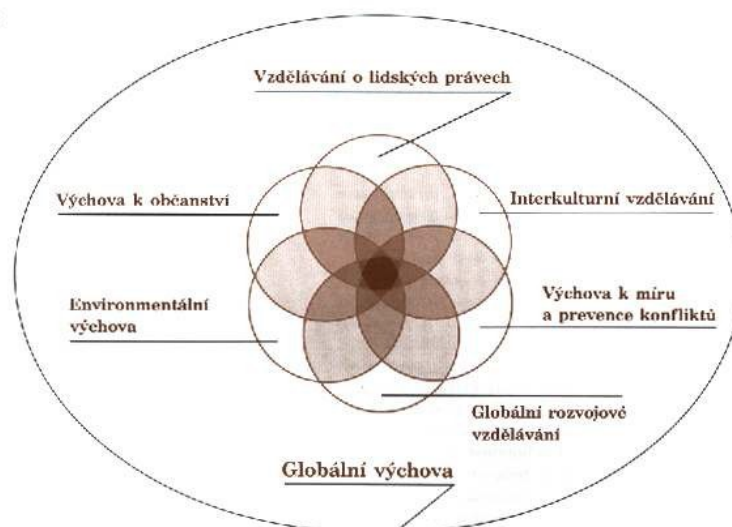 Vzdělávání o lidských právech
Výchova k občanství
Interkulturní vzdělávání
Environmentální
výchova
Výchova k míru
a prevence konfliktů
Globální rozvojové
vzdělávání
Globální výchova